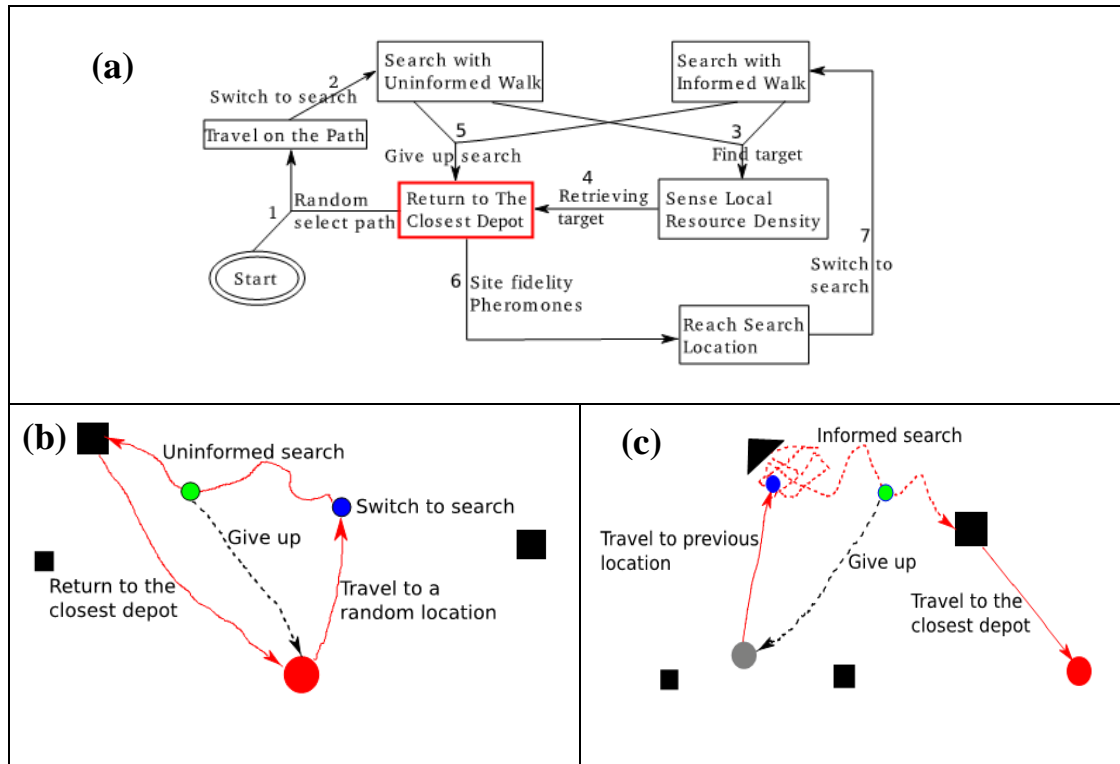 (a)
Search with
Uninformed Walk
Search with
Informed Walk
2
Switch to search
Travel on the Path
5
Give up search
3
Find target
1
Random
select path
Return to The
Closest Depot
4
Retrieving
target
Sense Local
Resource Density
Start
6
Site fidelity
Pheromones
7
Switch to
search
Reach Search
Location
(b)
Uninformed search
Switch to search
Give up
Return to the
closest depot
Travel to a
random location
(c)
Informed search
Travel to previous
location
Give up
Travel to the
closest depot